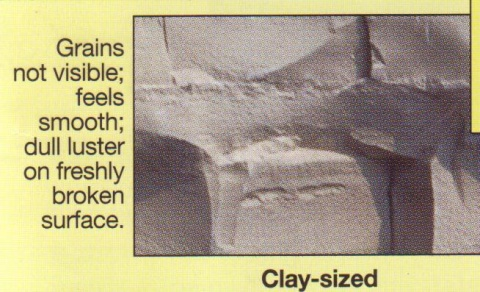 Grains
not visible;
feels
smooth;
dull luster
on freshly
broken
surface.
Clay-sized